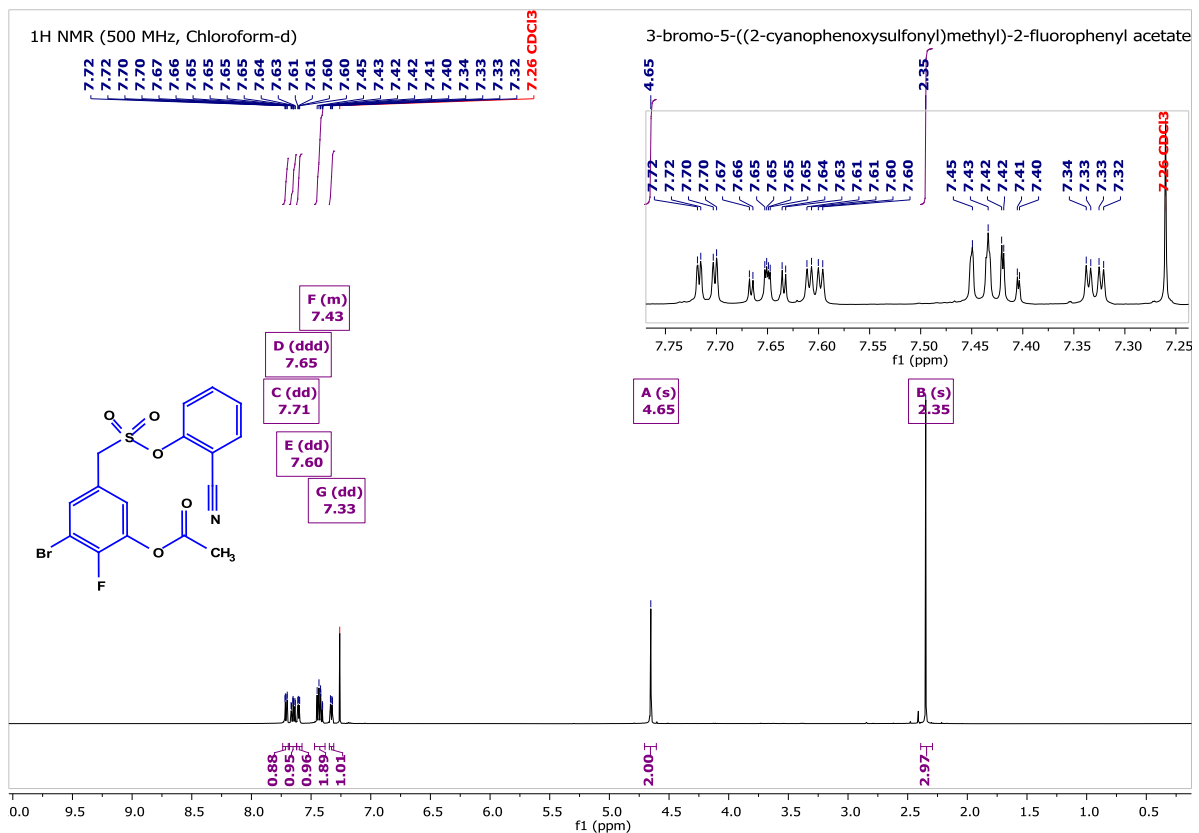 1H NMR (500 MHz, Chloroform-d)
3-bromo-5-((2-cyanophenoxysulfonyl)methyl)-2-fluorophenyl acetate
7.72 7.72 7.70 7.70 7.67 7.66 7.65 7.65 7.65 7.65 7.64 7.63 7.61 7.61 7.60 7.60 7.45 7.43 7.42 7.42 7.41 7.40 7.34 7.33 7.33 7.32 7.26 CDCl3
4.65
2.35
7.72 7.72 7.70 7.70 7.67 7.66 7.65 7.65 7.65 7.65 7.64 7.63 7.61 7.61 7.60 7.60 7.45 7.43 7.42 7.42 7.41 7.40 7.34 7.33 7.33 7.32 7.26 CDCl3
7.75 7.70 7.65 7.60 7.55 7.50 7.45 7.40 7.35 7.30 7.25
f1 (ppm)
F (m)
7.43
D (ddd)
7.65
C (dd)
7.71
E (dd)
7.60
G (dd)
7.33
A (s)
4.65
B (s)
2.35
O O
S
O
O
N
Br
O
CH3
F
0.88 0.95 0.96 1.89 1.01 2.00 2.97
10.0 9.5 9.0 8.5 8.0 7.5 7.0 6.5 6.0 5.5 5.0 4.5 4.0 3.5 3.0 2.5 2.0 1.5 1.0 0.5
f1 (ppm)